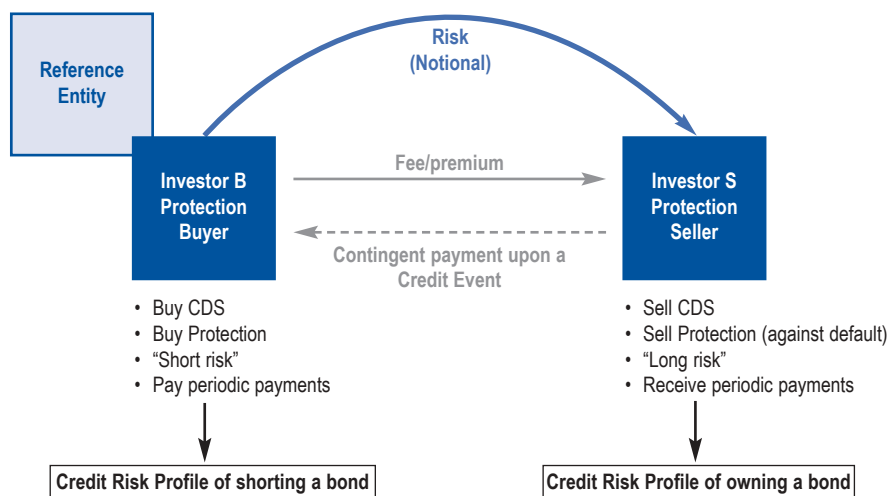 Risk
(Notional)
Reference
Entity
Fee/premium
Investor B
Protection
Buyer
Investor S
Protection
Seller
Contingent payment upon a
Credit Event
• Buy CDS
• Buy Protection
• “Short risk”
• Pay periodic payments
• Sell CDS
• Sell Protection (against default)
• “Long risk”
• Receive periodic payments
Credit Risk Profile of shorting a bond
Credit Risk Profile of owning a bond